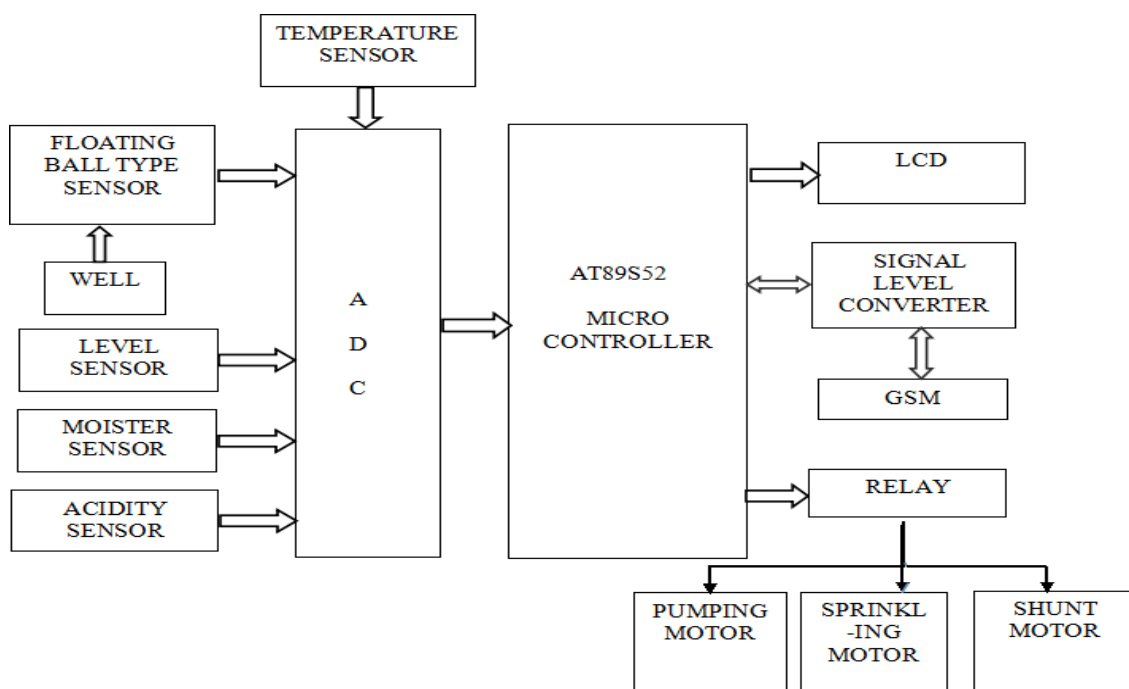 TEMPERATURE
SENSOR
FLOATING
BALL TYPE
SENSOR
WELL
LEVEL
SENSOR
MOISTER
SENSOR
ACIDITY
SENSOR
A
D
C
AT89S52
MICRO
CONTROLLER
LCD
SIGNAL
LEVEL
CONVERTER
GSM
RELAY
PUMPING
MOTOR
SPRINKL
-ING
MOTOR
SHUNT
MOTOR